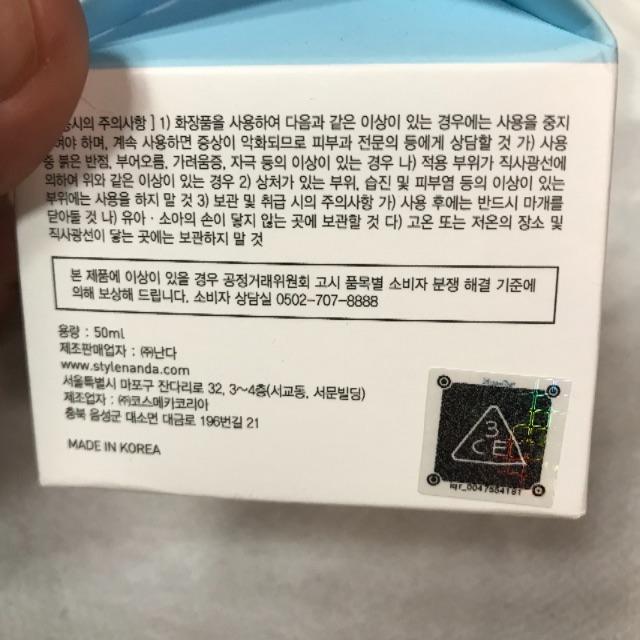 시의 주의사항 ] 1) 화장품을 사용하여 다음과 같은 이상이 있는 경우에는 사용을 중지
하며, 계속 사용하면 증상이 악화되므로 피부과 전문의 등에게 상담할 것 가) 사용
중 붉은 반점, 부어오름, 가려움증, 자극 등의 이상이 있는 경우 나) 적용 부위가 직사광선에
의하여 위와 같은 이상이 있는 경우 2) 상처가 있는 부위, 습진 및 피부염 등의 이상이 있는
부위에는 사용을 하지 말 것 3) 보관 및 취급 시의 주의사항 가) 사용 후에는 반드시 마개를
닫아둘 것 나) 유아 · 소아의 손이 닿지 않는 곳에 보관할 것 다) 고온 또는 저온의 장소 및
직사광선이 닿는 곳에는 보관하지 말 것
본 제품에 이상이 있을 경우 공정거래위원회 고시 품목별 소비자 분쟁 해결 기준에
의해 보상해 드립니다. 소비자 상담실 0502-707-8888
용량 : 50ml
제조판매업자 : ㈜난다
www.stylenanda.com
서울특별시 마포구 잔다리로 32, 3~4층(서교동, 서문빌딩)
제조업자 : ㈜코스메카코리아
충북 음성군 대소면 대금로 196번길 21
MADE IN KOREA
3
CE
iqr_0047554181